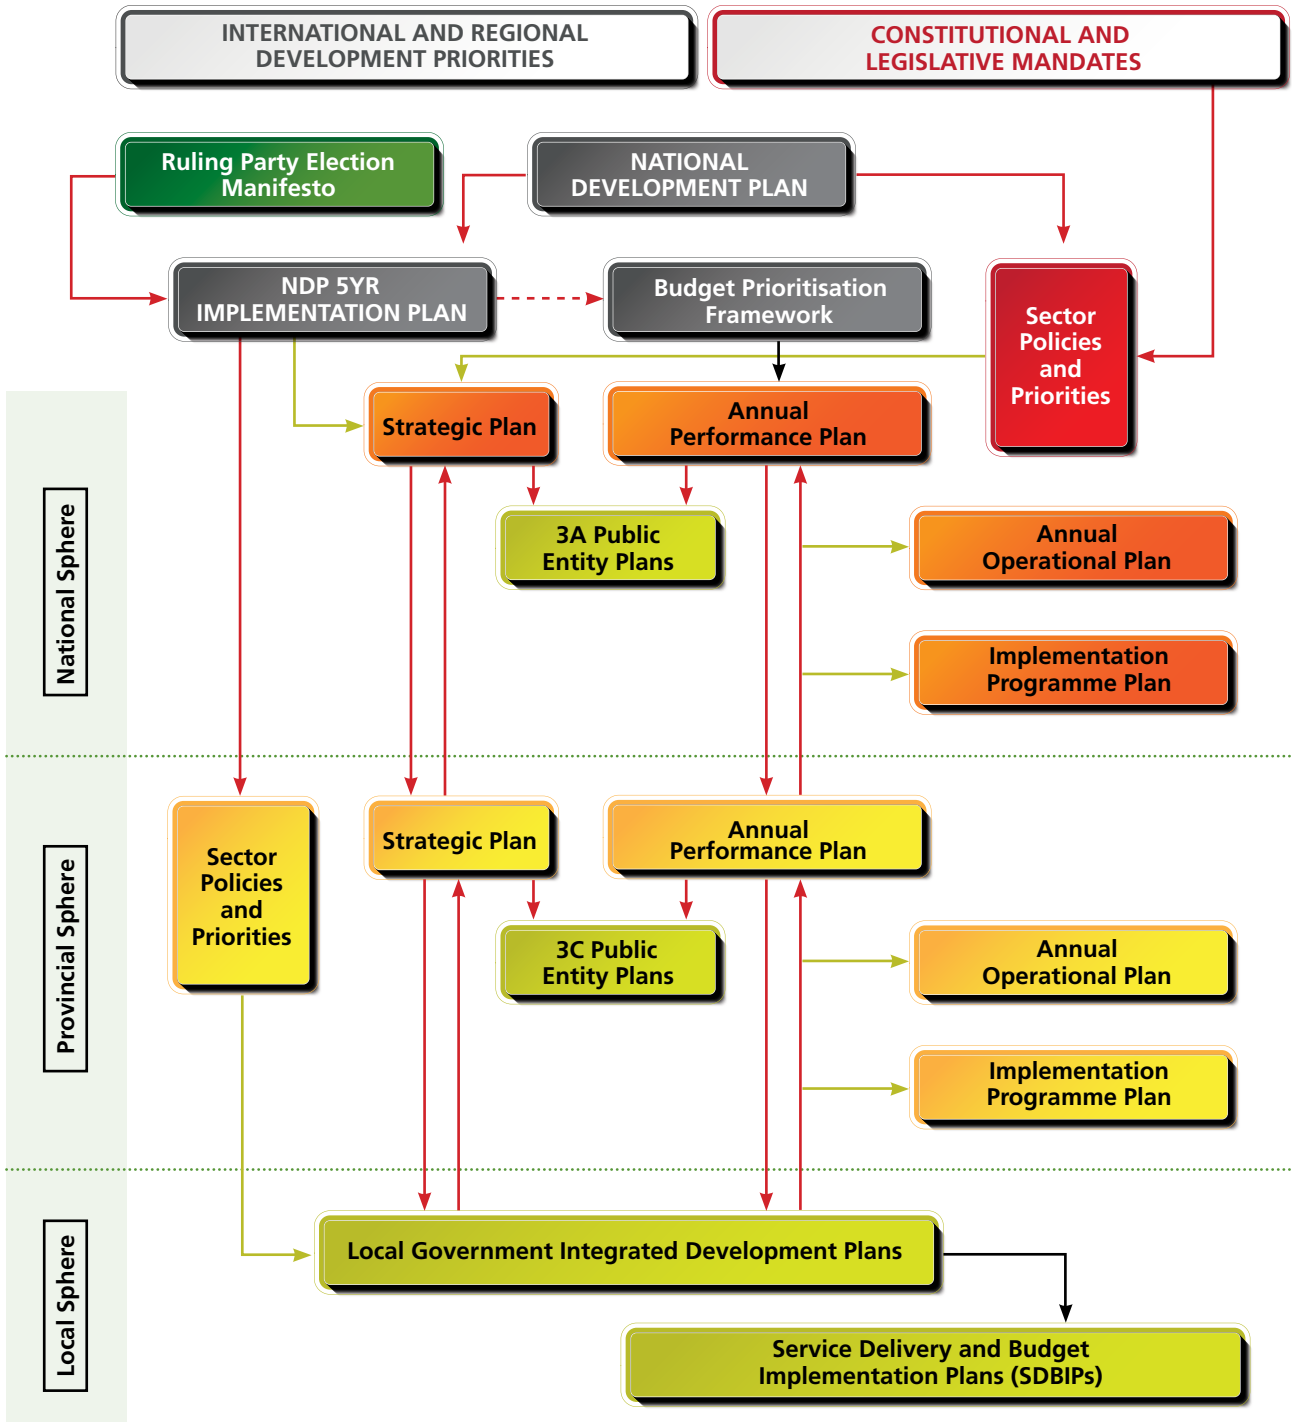 INTERNATIONAL AND REGIONAL
DEVELOPMENT PRIORITIES
CONSTITUTIONAL AND
LEGISLATIVE MANDATES
Ruling Party Election
Manifesto
NATIONAL
DEVELOPMENT PLAN
NDP 5YR
IMPLEMENTATION PLAN
Budget Prioritisation
Framework
Sector
Policies
and
Priorities
National Sphere
Strategic Plan
Annual
Performance Plan
3A Public
Entity Plans
Annual
Operational Plan
Implementation
Programme Plan
Provincial Sphere
Sector
Policies
and
Priorities
Strategic Plan
Annual
Performance Plan
3C Public
Entity Plans
Annual
Operational Plan
Implementation
Programme Plan
Local Sphere
Local Government Integrated Development Plans
Service Delivery and Budget
Implementation Plans (SDBIPs)